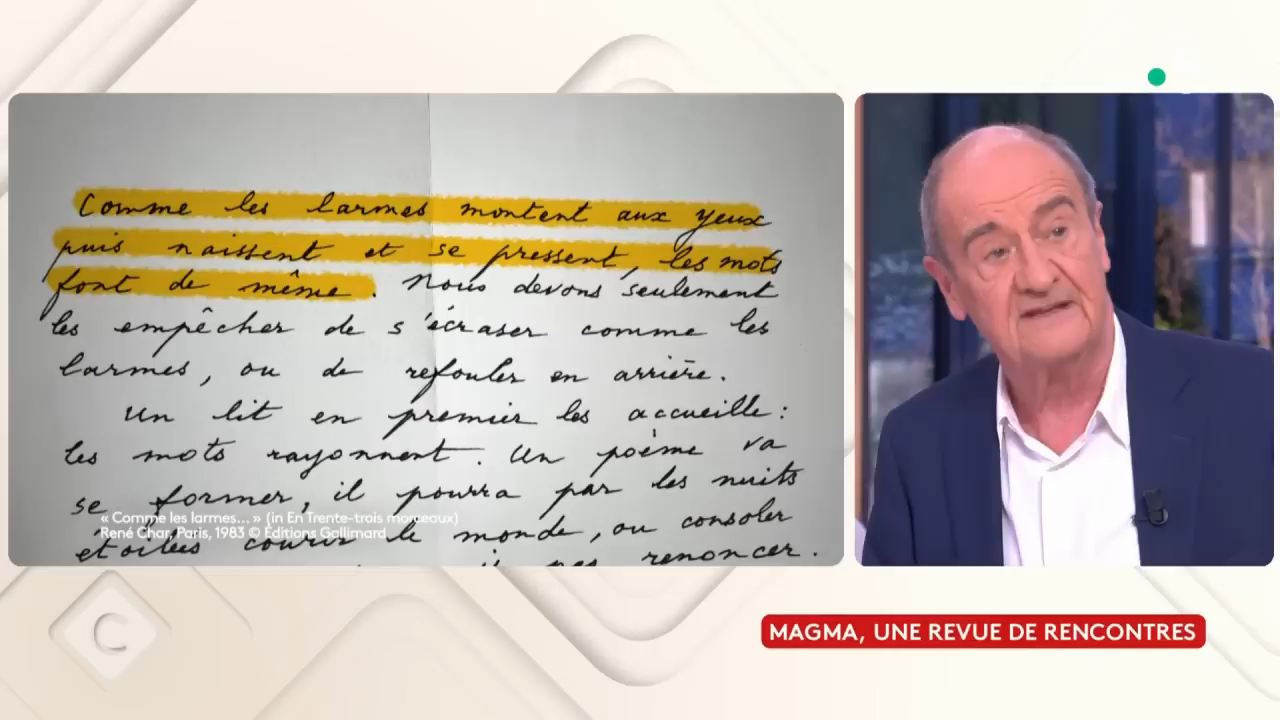 Comme les larmes montent aux yeux
puis naissent et se pressent, les mots
font de même. Nous devons seulement
les empêcher de s'écraser comme les
larmes, ou de refouler en arrière.
Un lit en premier les accueille :
les mots rayonnent. Un poème va
se former, il pourra par les nuits
étoilées courir le monde, ou consoler
pas renoncer.
« Comme les larmes... » (in En Trente-trois morceaux)
René Char, Paris, 1983 © Éditions Gallimard
C
MAGMA, UNE REVUE DE RENCONTRES